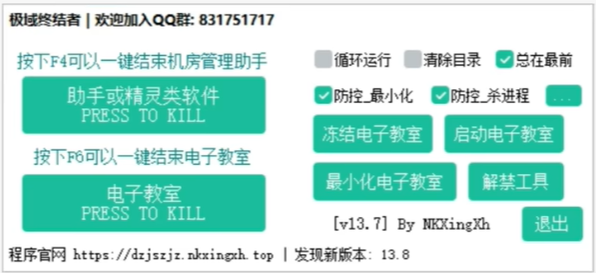 极域终结者 | 欢迎加入QQ群: 831751717
按下F4可以一键结束机房管理助手
助手或精灵类软件
PRESS TO KILL
按下F6可以一键结束电子教室
电子教室
PRESS TO KILL
循环运行 清除目录 总在最前
防控_最小化 防控_杀进程 ...
冻结电子教室 启动电子教室
最小化电子教室 解禁工具
[v13.7] By NKXingXh 退出
程序官网 https://dzjszjz.nkxingxh.top | 发现新版本: 13.8